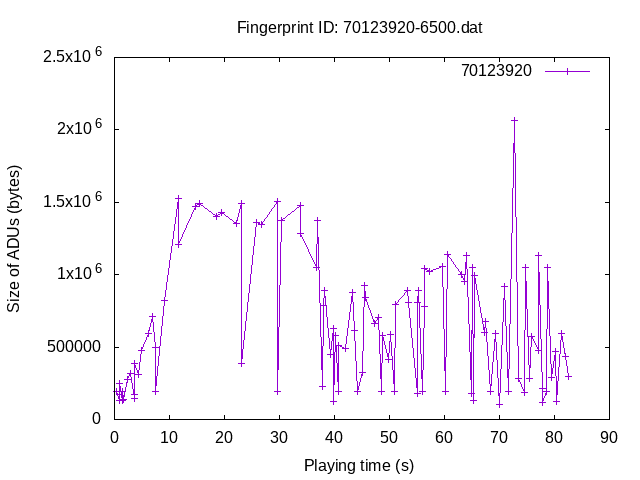 Fingerprint ID: 70123920-6500.dat
2.5x10^6
70123920
2x10^6
1.5x10^6
1x10^6
500000
0
Size of ADUs (bytes)
0 10 20 30 40 50 60 70 80 90
Playing time (s)